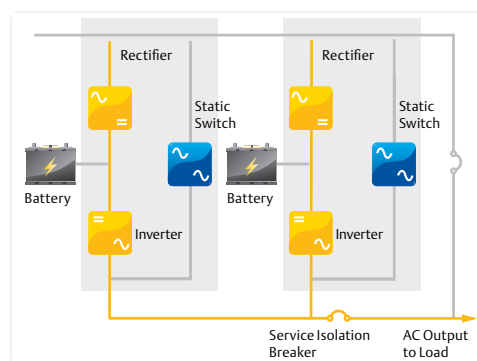 Rectifier
Rectifier
Static
Switch
Static
Switch
Battery
Battery
Inverter
Inverter
Service Isolation
Breaker
AC Output
to Load